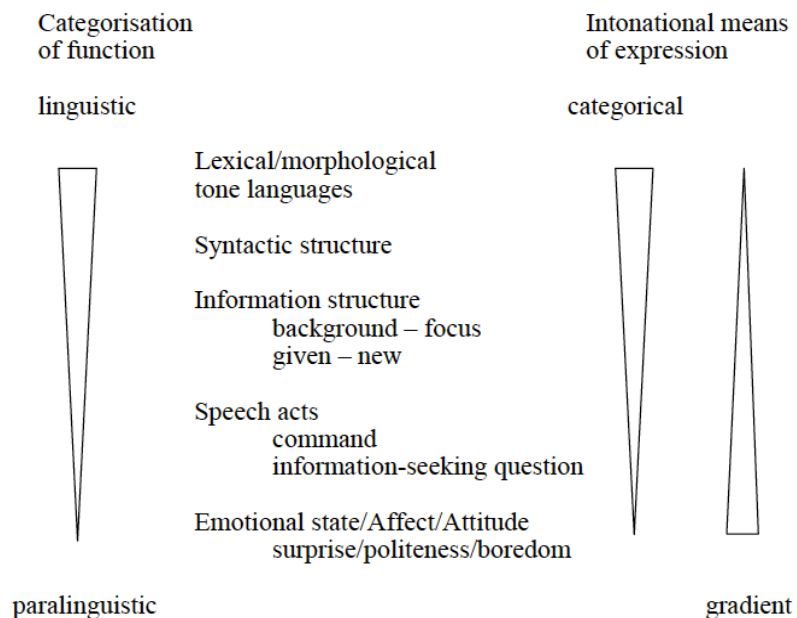 Categorisation
of function
Intonational means
of expression
linguistic
categorical
Lexical/morphological
tone languages
Syntactic structure
Information structure
background – focus
given – new
Speech acts
command
information-seeking question
Emotional state/Affect/Attitude
surprise/politeness/boredom
paralinguistic
gradient